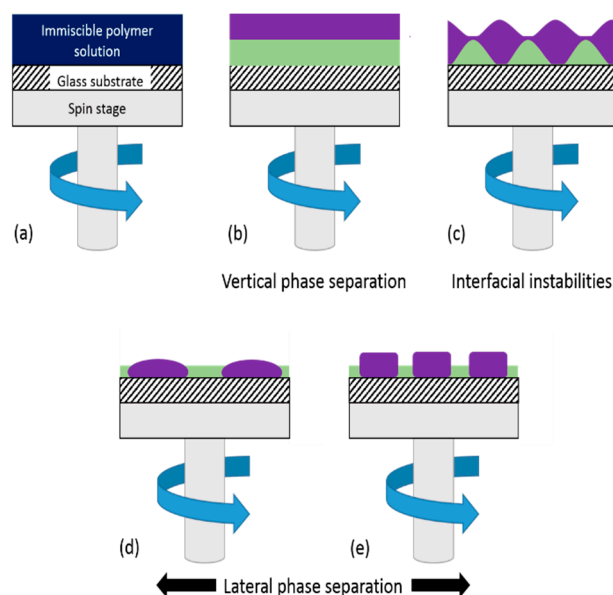 Immiscible polymer
solution
Glass substrate
Spin stage
(a)
(b)
(c)
Vertical phase separation
Interfacial instabilities
(d)
(e)
Lateral phase separation